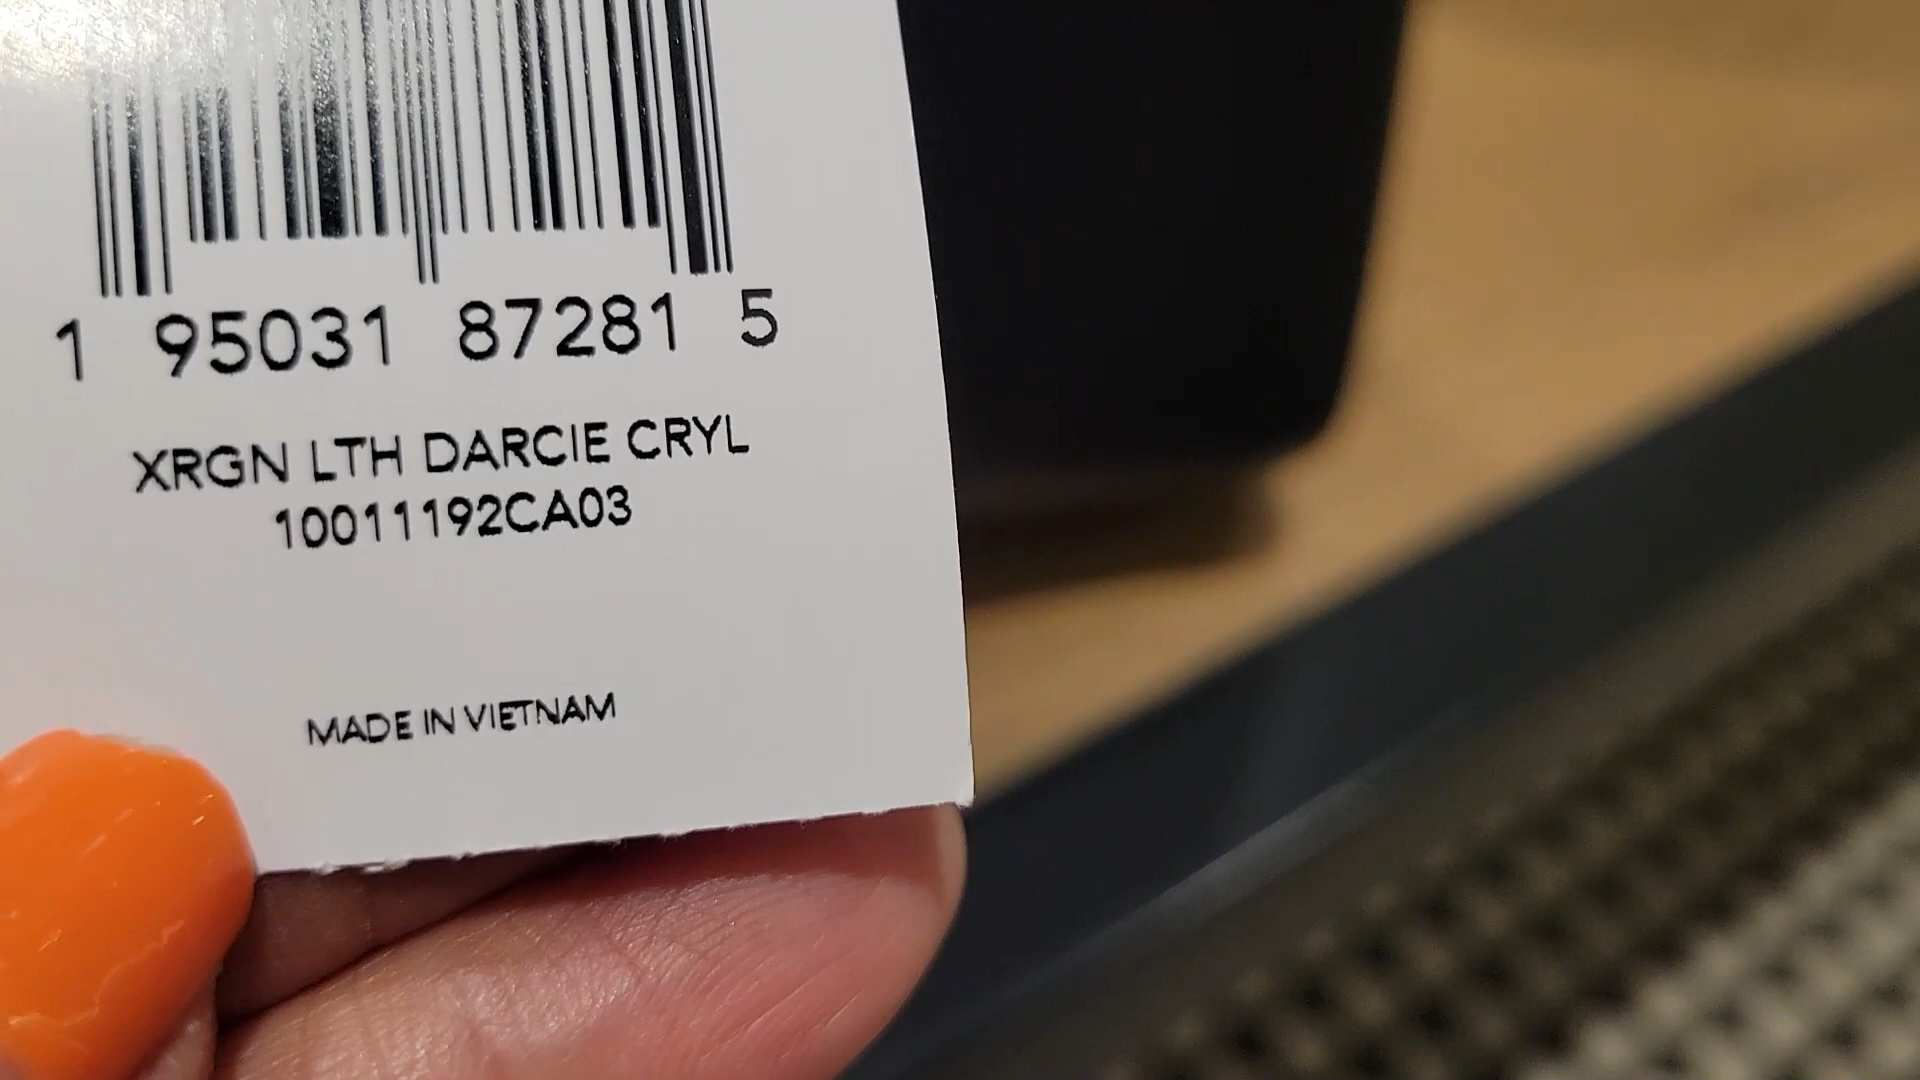 1 95031 87281 5
XRGN LTH DARCIE CRYL
10011192CA03
MADE IN VIETNAM